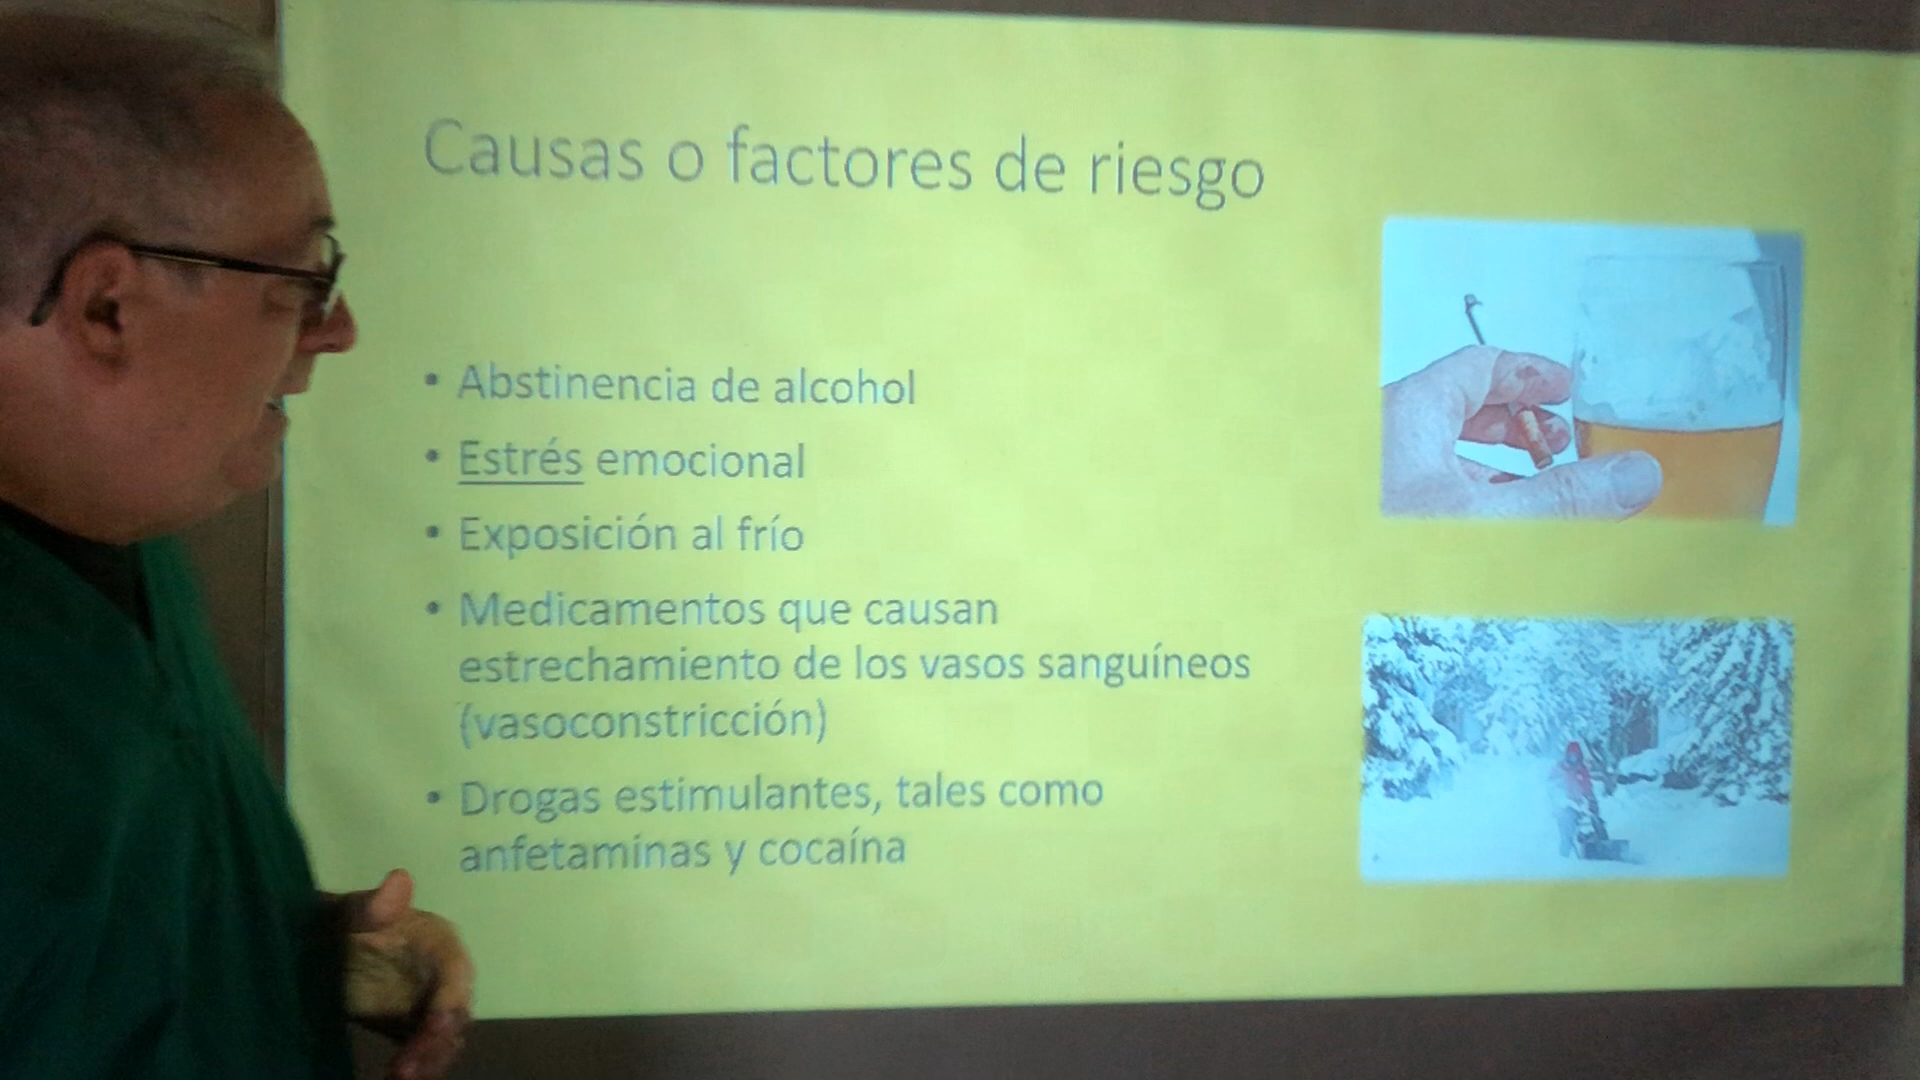 Causas o factores de riesgo
• Abstinencia de alcohol
• Estrés emocional
• Exposición al frío
• Medicamentos que causan
estrechamiento de los vasos sanguíneos
(vasoconstricción)
• Drogas estimulantes, tales como
anfetaminas y cocaína